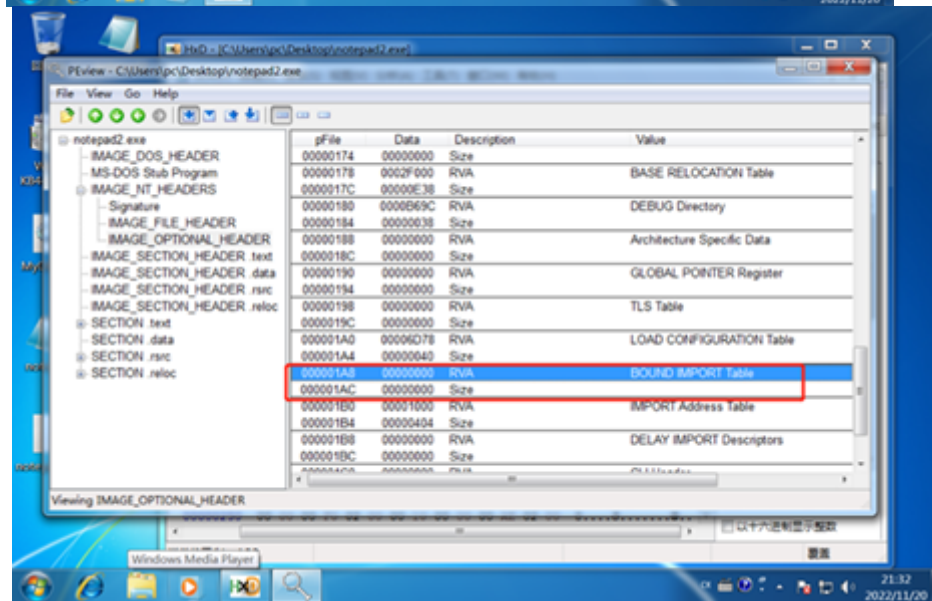 2022/11/20
HxD - [C:\Users\pc\Desktop\notepad2.exe]
PEview - C:\Users\pc\Desktop\notepad2.exe
File View Go Help
notepad2.exe
IMAGE_DOS_HEADER
MS-DOS Stub Program
IMAGE_NT_HEADERS
Signature
IMAGE_FILE_HEADER
IMAGE_OPTIONAL_HEADER
IMAGE_SECTION_HEADER .text
IMAGE_SECTION_HEADER .data
IMAGE_SECTION_HEADER .rsrc
IMAGE_SECTION_HEADER .reloc
SECTION .text
SECTION .data
SECTION .rsrc
SECTION .reloc
pFile Data Description Value
00000174 00000000 Size
00000178 0002F000 RVA BASE RELOCATION Table
0000017C 00000E38 Size
00000180 0000B69C RVA DEBUG Directory
00000184 00000038 Size
00000188 00000000 RVA Architecture Specific Data
0000018C 00000000 Size
00000190 00000000 RVA GLOBAL POINTER Register
00000194 00000000 Size
00000198 00000000 RVA TLS Table
0000019C 00000000 Size
000001A0 00006D78 RVA LOAD CONFIGURATION Table
000001A4 00000040 Size
000001A8 00000000 RVA BOUND IMPORT Table
000001AC 00000000 Size
000001B0 00001000 RVA IMPORT Address Table
000001B4 00000404 Size
000001B8 00000000 RVA DELAY IMPORT Descriptors
000001BC 00000000 Size
Viewing IMAGE_OPTIONAL_HEADER
以十六进制显示整数
覆盖
Windows Media Player
HXD
21:32
2022/11/20